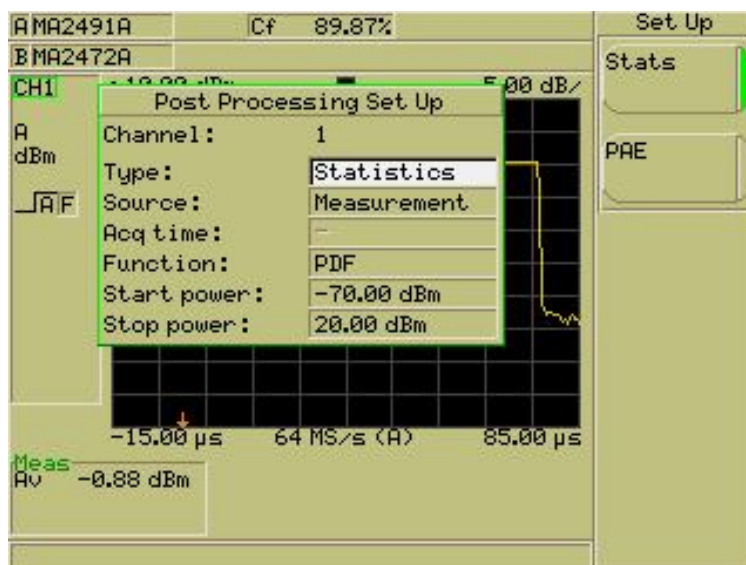 A MA2491A Cf 89.87%
B MA2472A
CH1
5.00 dB/
A
dBm
A F
Post Processing Set Up
Channel: 1
Type: Statistics
Source: Measurement
Acq time: –
Function: PDF
Start power: -70.00 dBm
Stop power: 20.00 dBm
-15.00 µs 64 MS/s (A) 85.00 µs
Meas
Av -0.88 dBm
Set Up
Stats
PAE